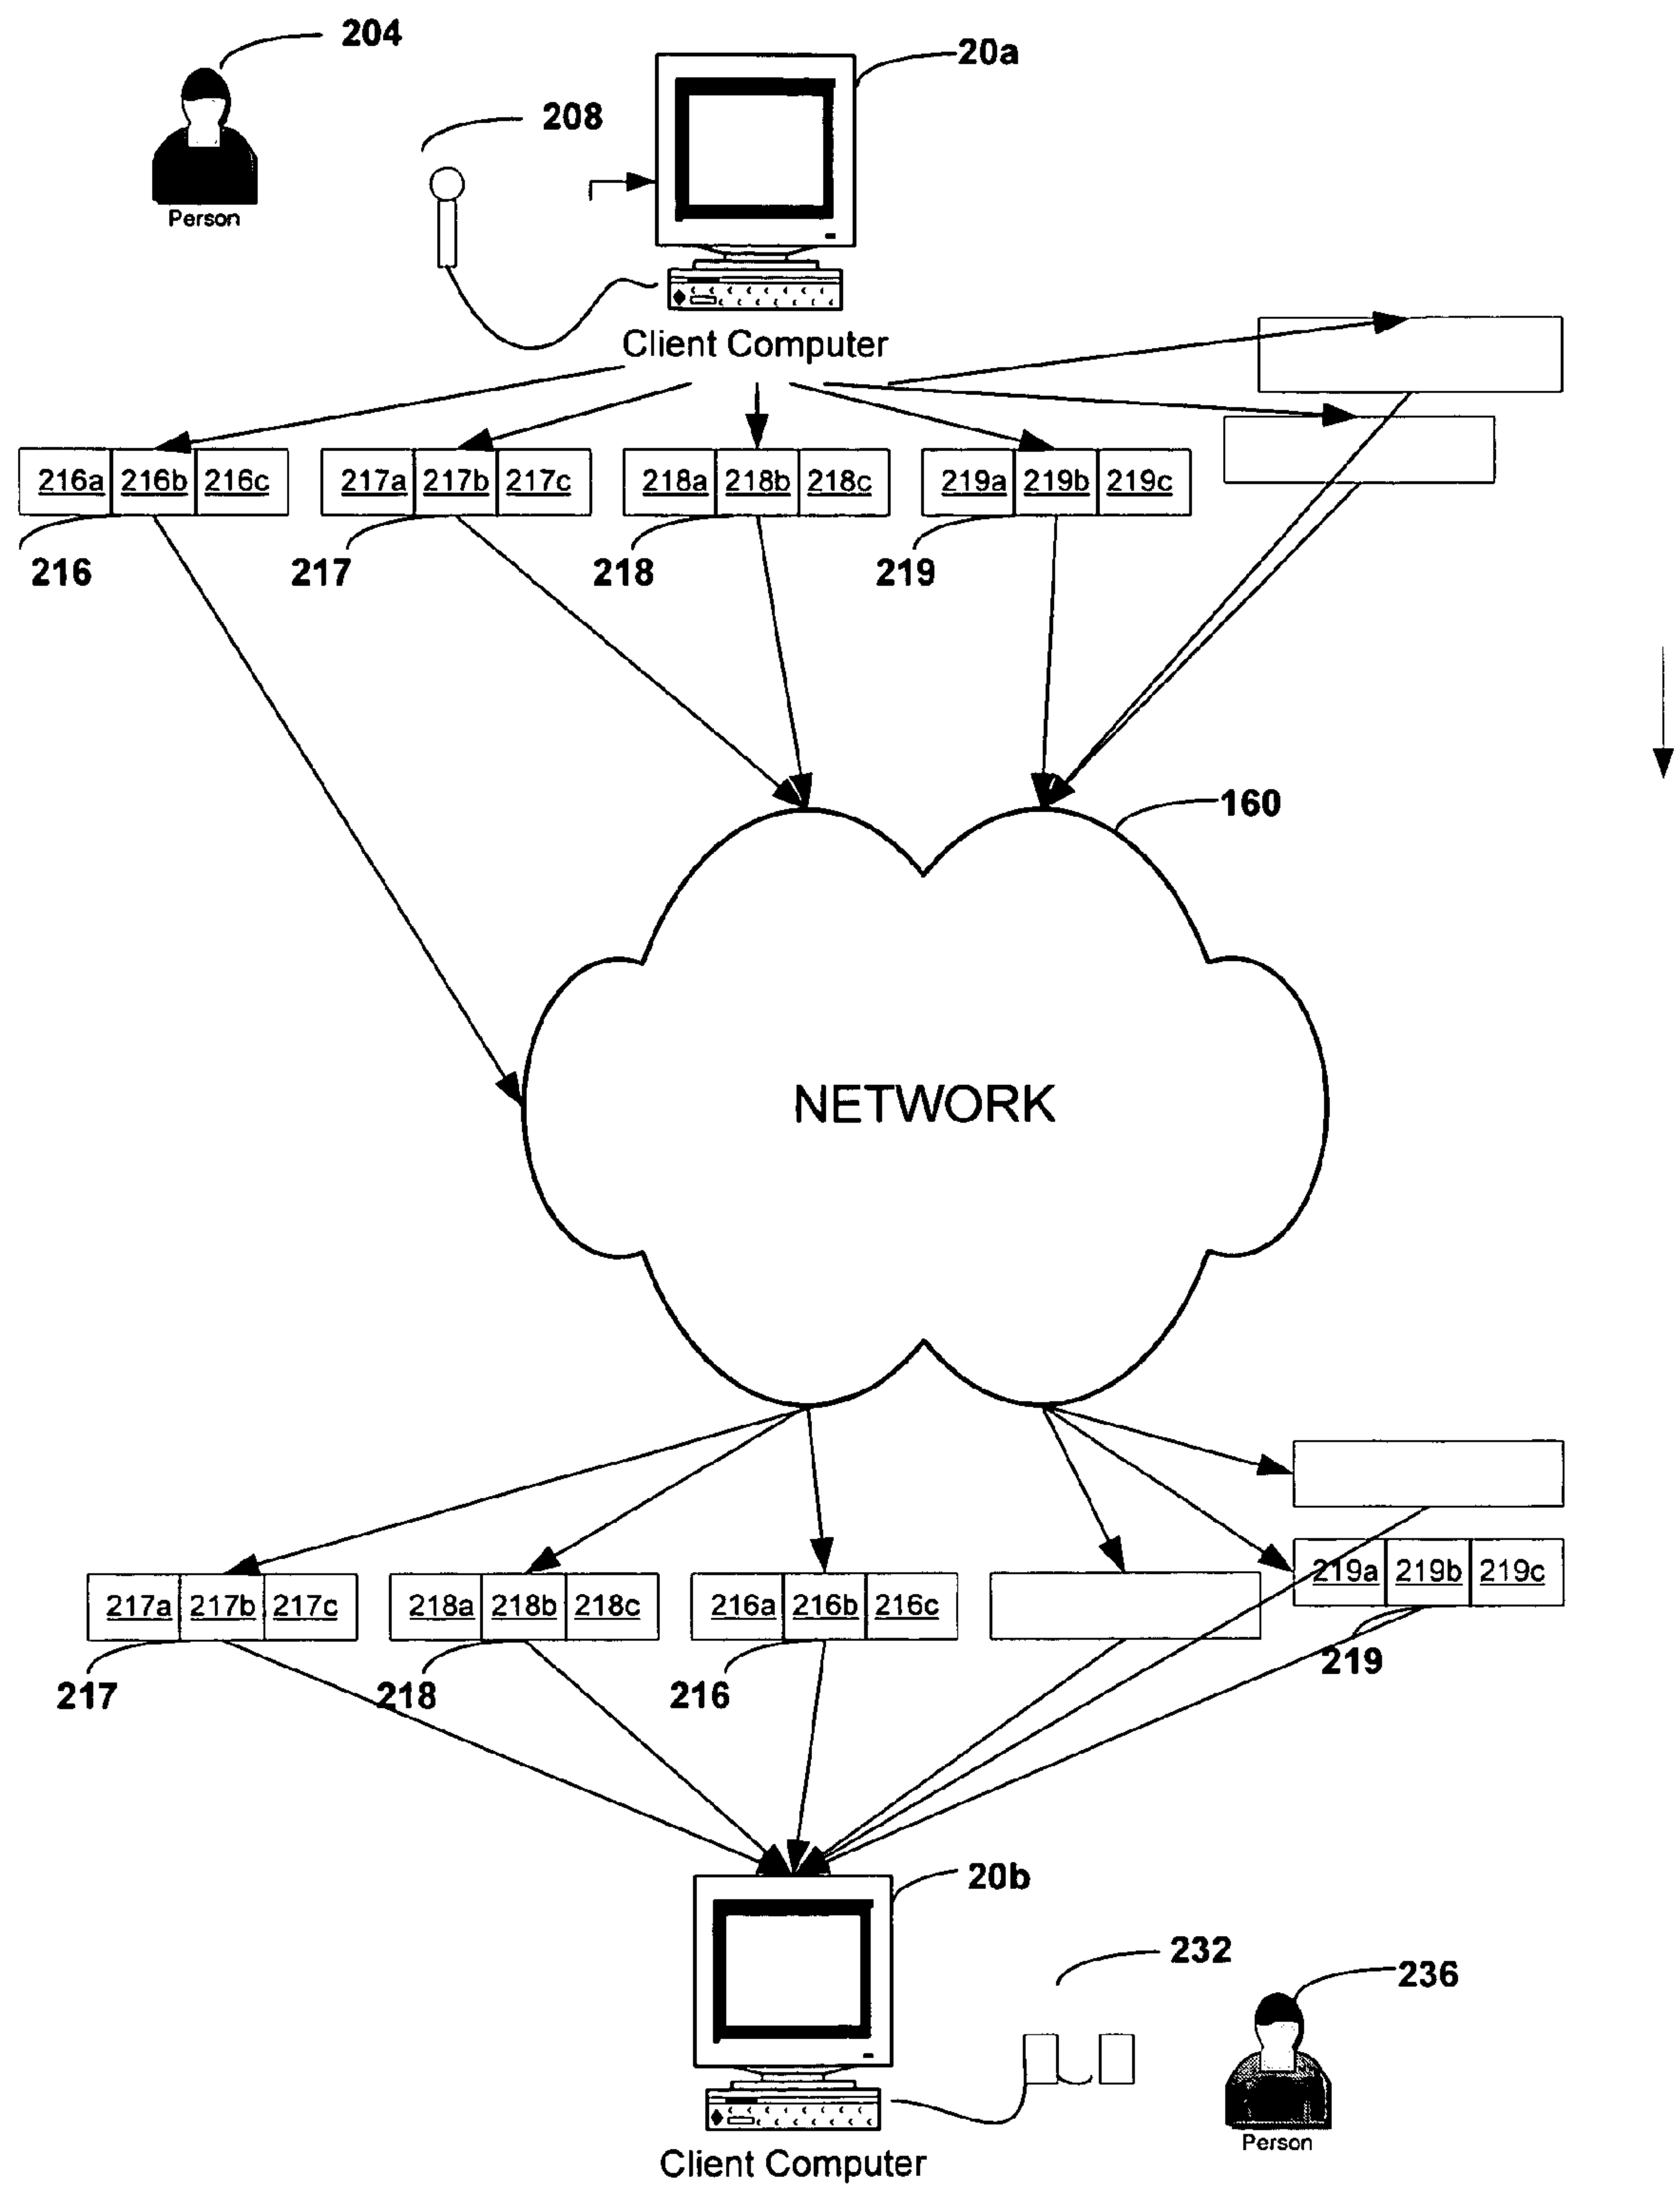 204
20a
208
Person
Client Computer
216a 216b 216c
217a 217b 217c
218a 218b 218c
219a 219b 219c
216
217
218
219
160
NETWORK
219a 219b 219c
217a 217b 217c
218a 218b 218c
216a 216b 216c
219
217
218
216
20b
232
236
Person
Client Computer